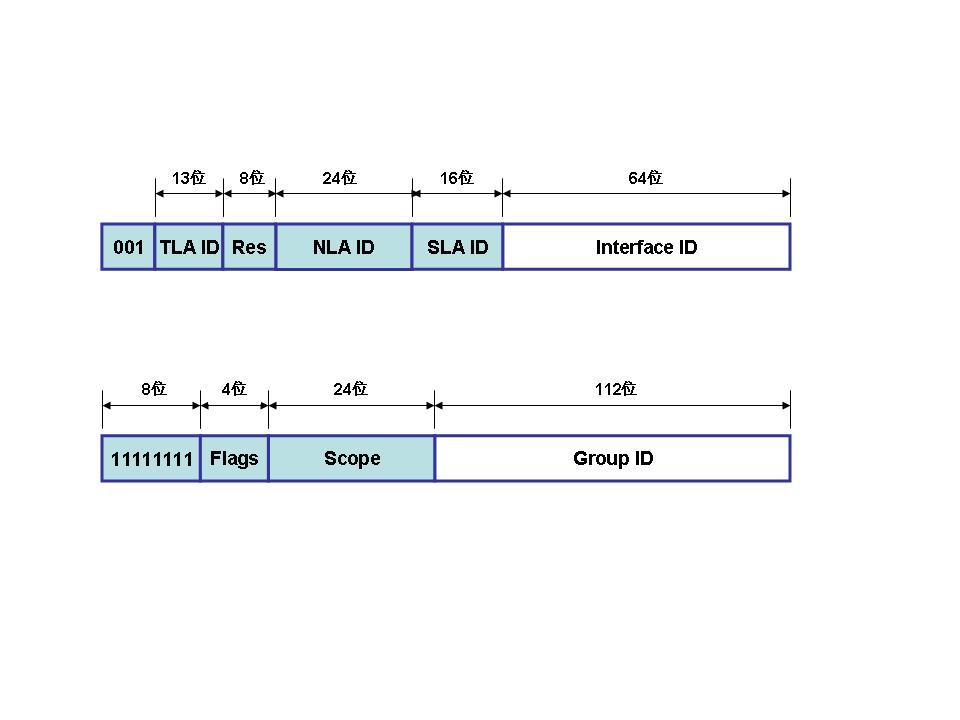 13位 8位 24位 16位 64位
001 TLA ID Res NLA ID SLA ID Interface ID
8位 4位 24位 112位
11111111 Flags Scope Group ID